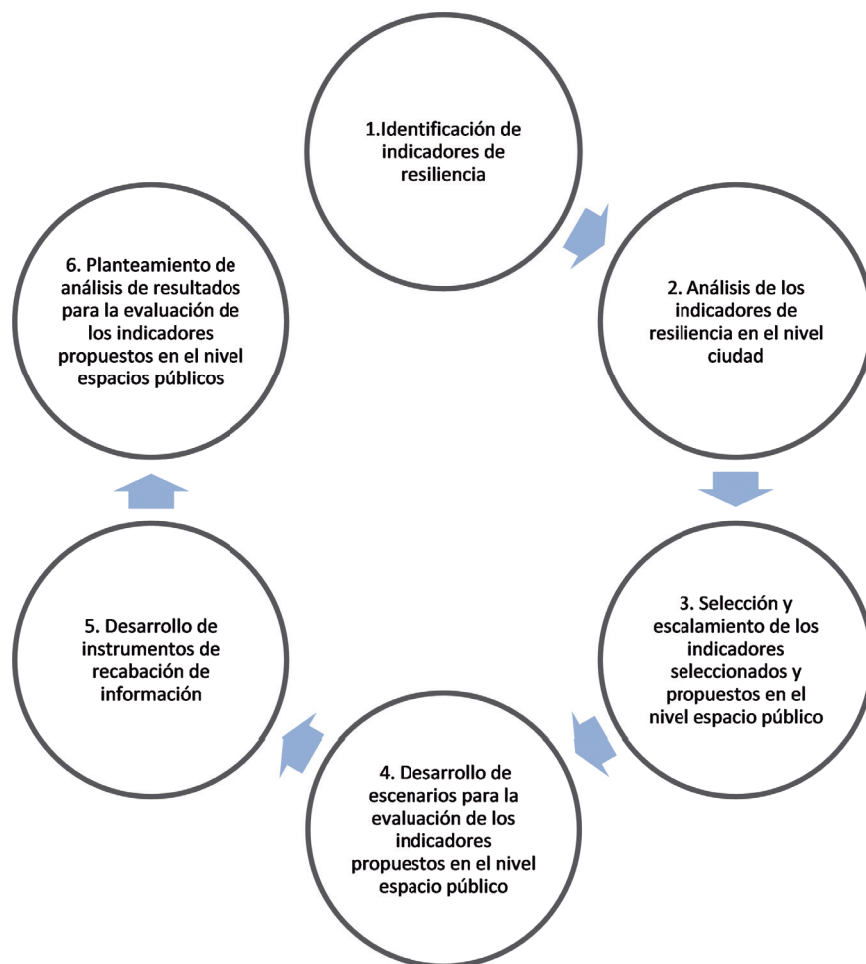 1.Identificación de
indicadores de
resiliencia
2. Análisis de los
indicadores de
resiliencia en el nivel
ciudad
3. Selección y
escalamiento de los
indicadores
seleccionados y
propuestos en el
nivel espacio público
4. Desarrollo de
escenarios para la
evaluación de los
indicadores
propuestos en el nivel
espacio público
5. Desarrollo de
instrumentos de
recabación de
información
6. Planteamiento de
análisis de resultados
para la evaluación de
los indicadores
propuestos en el nivel
espacios públicos